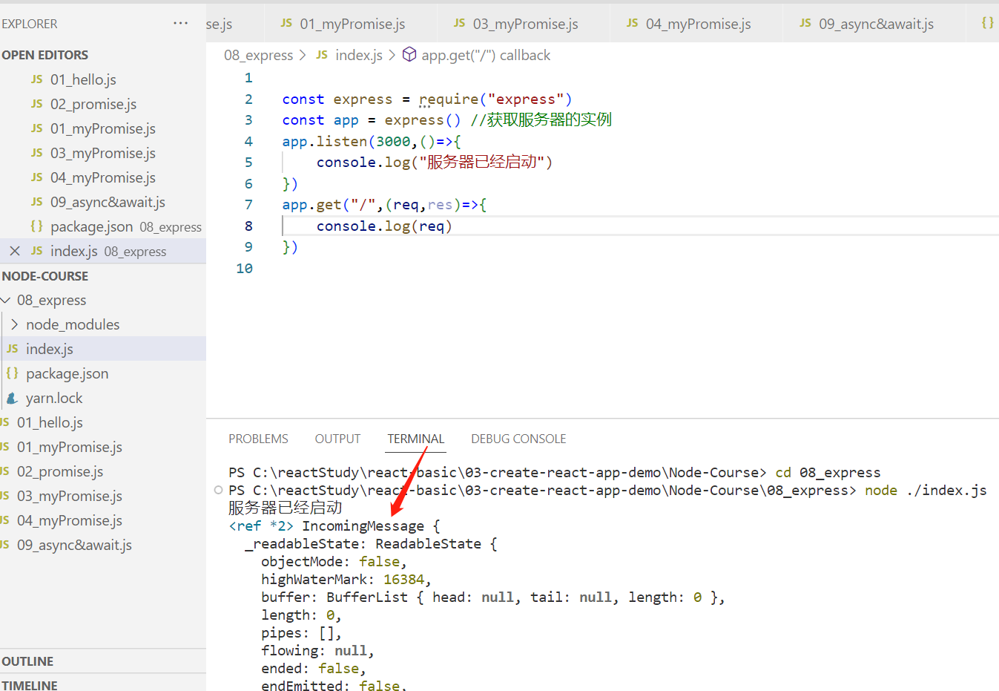 EXPLORER ···
OPEN EDITORS
JS 01_hello.js
JS 02_promise.js
JS 01_myPromise.js
JS 03_myPromise.js
JS 04_myPromise.js
JS 09_async&await.js
{} package.json 08_express
JS index.js 08_express
NODE-COURSE
08_express
node_modules
JS index.js
{} package.json
yarn.lock
JS 01_hello.js
JS 01_myPromise.js
JS 02_promise.js
JS 03_myPromise.js
JS 04_myPromise.js
JS 09_async&await.js
OUTLINE
TIMELINE
se.js JS 01_myPromise.js JS 03_myPromise.js JS 04_myPromise.js JS 09_async&await.js {}
08_express > JS index.js > app.get("/") callback
1
2 const express = require("express")
3 const app = express() //获取服务器的实例
4 app.listen(3000,()=>{
5 console.log("服务器已经启动")
6 })
7 app.get("/",(req,res)=>{
8 console.log(req)
9 })
10
PROBLEMS OUTPUT TERMINAL DEBUG CONSOLE
PS C:\reactStudy\react-basic\03-create-react-app-demo\Node-Course> cd 08_express
PS C:\reactStudy\react-basic\03-create-react-app-demo\Node-Course\08_express> node ./index.js
服务器已经启动
<ref *2> IncomingMessage {
_readableState: ReadableState {
objectMode: false,
highWaterMark: 16384,
buffer: BufferList { head: null, tail: null, length: 0 },
length: 0,
pipes: [],
flowing: null,
ended: false,
endEmitted: false,